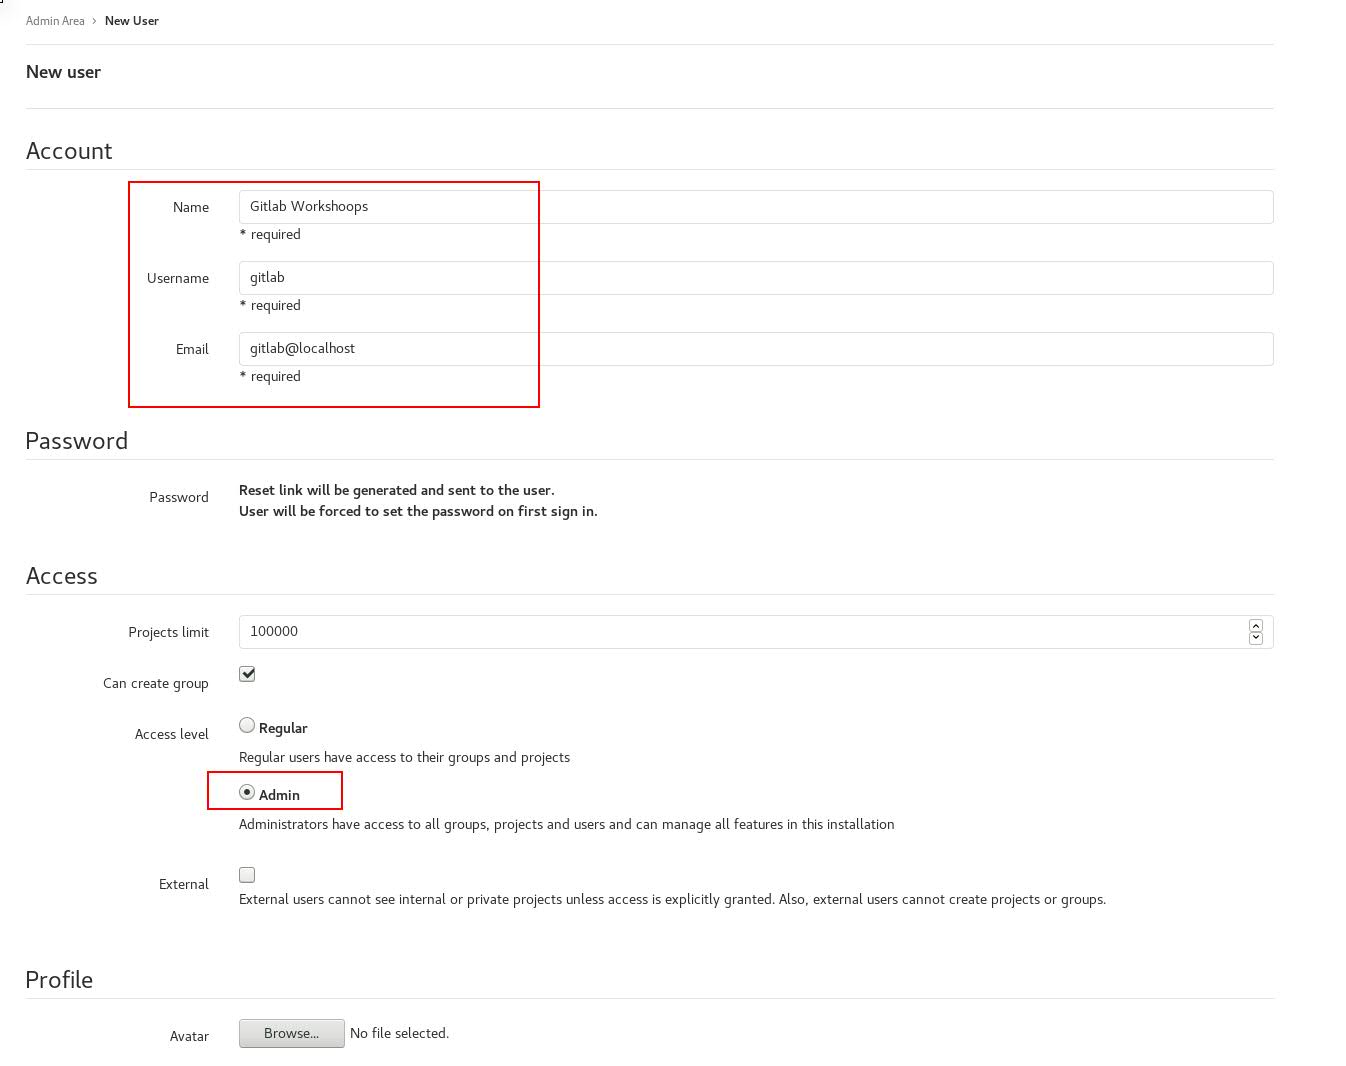 Admin Area › New User
New user
Account
Name Gitlab Workshoops
* required
Username gitlab
* required
Email gitlab@localhost
* required
Password
Password Reset link will be generated and sent to the user.
User will be forced to set the password on first sign in.
Access
Projects limit 100000
Can create group
Access level Regular
Regular users have access to their groups and projects
Admin
Administrators have access to all groups, projects and users and can manage all features in this installation
External
External users cannot see internal or private projects unless access is explicitly granted. Also, external users cannot create projects or groups.
Profile
Avatar Browse... No file selected.